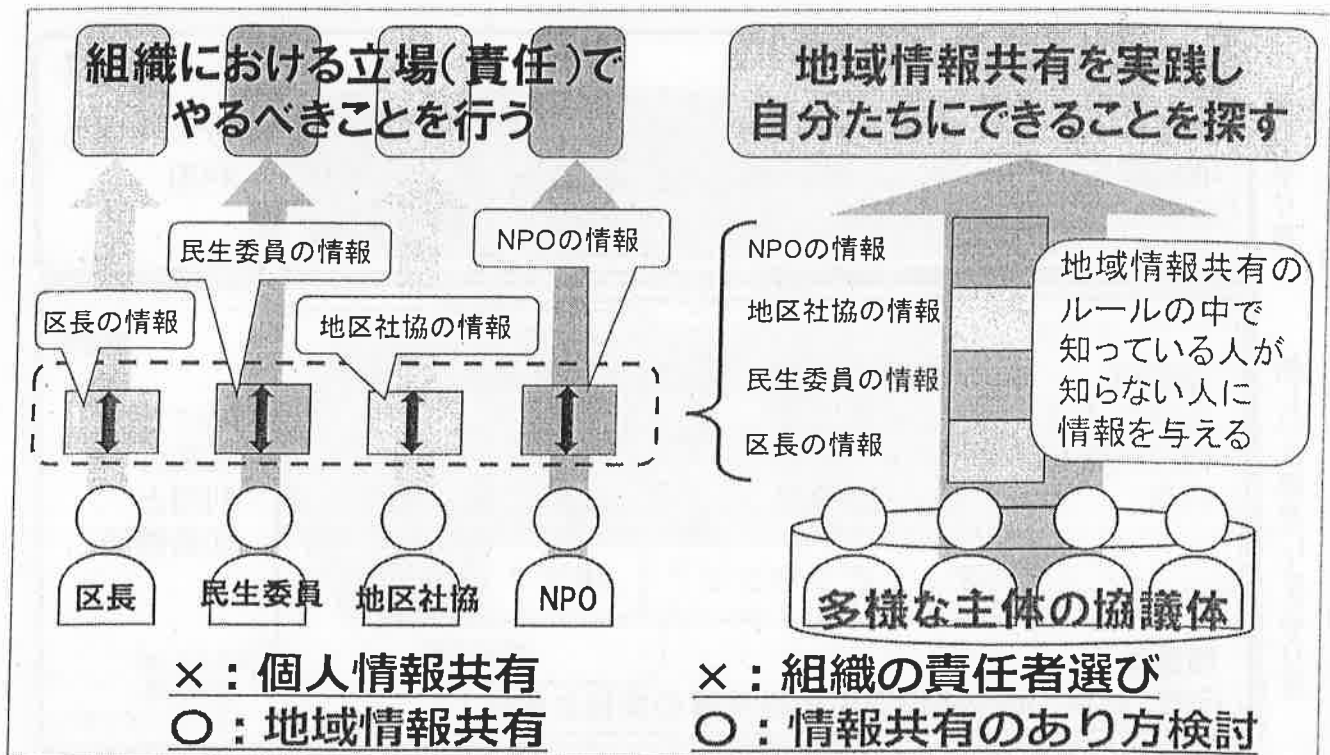 組織における立場(責任)で
やるべきことを行う
区長の情報
民生委員の情報
地区社協の情報
NPOの情報
区長
民生委員
地区社協
NPO
×：個人情報共有
○：地域情報共有
地域情報共有を実践し
自分たちにできることを探す
NPOの情報
地区社協の情報
民生委員の情報
区長の情報
地域情報共有の
ルールの中で
知っている人が
知らない人に
情報を与える
多様な主体の協議体
×：組織の責任者選び
○：情報共有のあり方検討